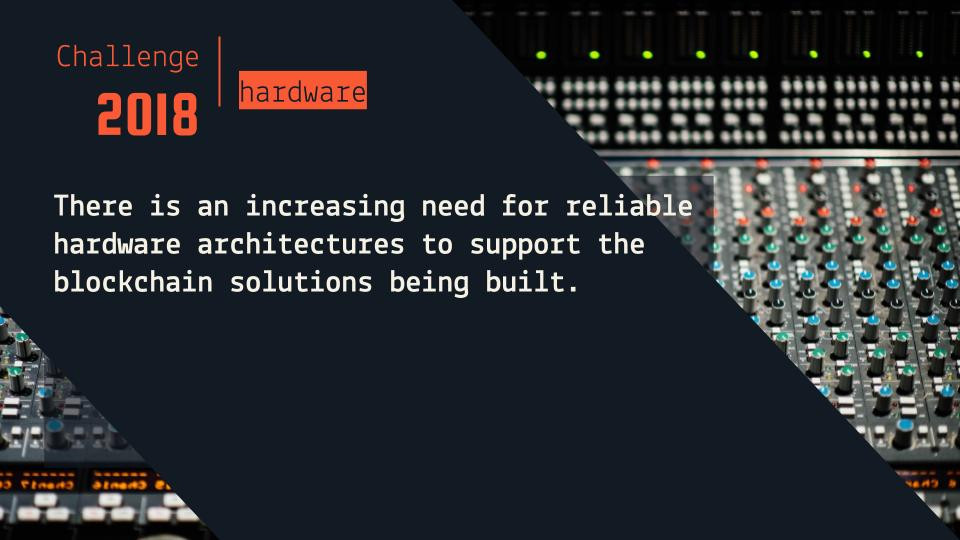 Challenge
2018
hardware
There is an increasing need for reliable
hardware architectures to support the
blockchain solutions being built.